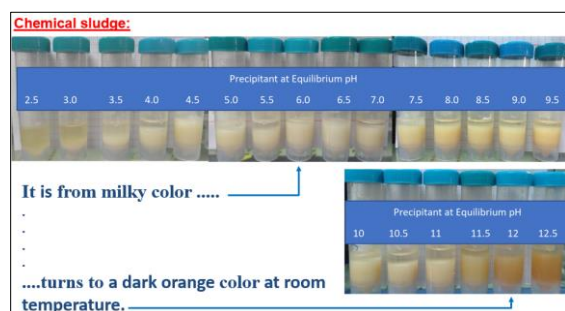 Chemical sludge:
Precipitant at Equilibrium pH
2.5 3.0 3.5 4.0 4.5 5.0 5.5 6.0 6.5 7.0 7.5 8.0 8.5 9.0 9.5
It is from milky color .....
.
.
.
.
Precipitant at Equilibrium pH
10 10.5 11 11.5 12 12.5
....turns to a dark orange color at room
temperature.